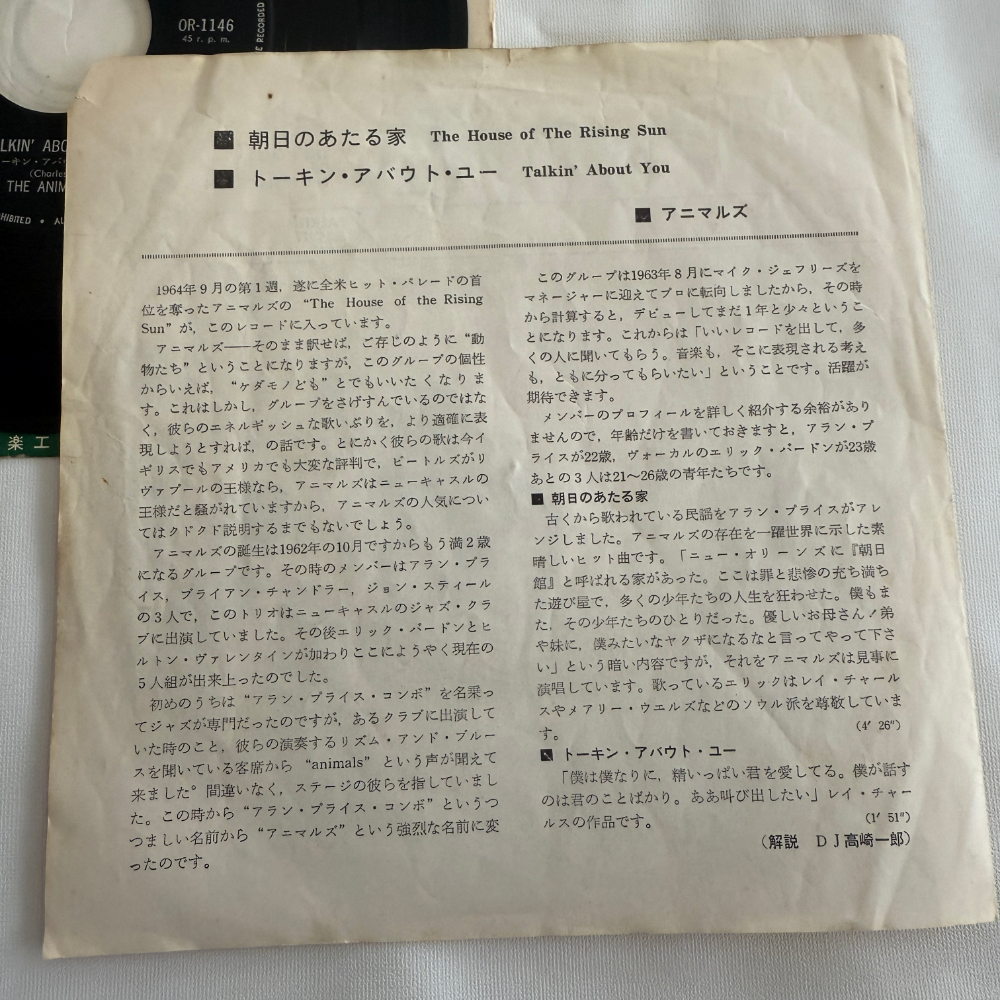 OR-1146
45 r. p. m.
E RECORDED
LKIN' ABO
ーキン・アバ
(Charles
THE ANIM
HIBITED • AU
楽工
■ 朝日のあたる家 The House of The Rising Sun
■ トーキン・アバウト・ユー Talkin' About You
■ アニマルズ
1964年9月の第1週，遂に全米ヒット・パレードの首
位を奪ったアニマルズの “The House of the Rising
Sun” が，このレコードに入っています。
アニマルズ――そのまま訳せば，ご存じのように “動
物たち” ということになりますが，このグループの個性
からいえば，“ケダモノども” とでもいいたくなりま
す。これはしかし，グループをさげすんでいるのではな
く，彼らのエネルギッシュな歌いぶりを，より適確に表
現しようとすれば，の話です。とにかく彼らの歌は今イ
ギリスでもアメリカでも大変な評判で，ビートルズがリ
ヴァプールの王様なら，アニマルズはニューキャスルの
王様だと騒がれていますから，アニマルズの人気につい
てはクドクド説明するまでもないでしょう。
アニマルズの誕生は1962年の10月ですからもう満2歳
になるグループです。その時のメンバーはアラン・プラ
イス，ブライアン・チャンドラー，ジョン・スティール
の3人で，このトリオはニューキャスルのジャズ・クラ
ブに出演していました。その後エリック・バードンとヒ
ルトン・ヴァレンタインが加わりここにようやく現在の
5人組が出来上ったのでした。
初めのうちは “アラン・プライス・コンボ” を名乗っ
てジャズが専門だったのですが，あるクラブに出演して
いた時のこと，彼らの演奏するリズム・アンド・ブルー
スを聞いている客席から “animals” という声が聞えて
来ました。間違いなく，ステージの彼らを指していまし
た。この時から “アラン・プライス・コンボ” というつ
つましい名前から “アニマルズ” という強烈な名前に変
ったのです。
このグループは1963年8月にマイク・ジェフリーズを
マネージャーに迎えてプロに転向しましたから，その時
から計算すると，デビューしてまだ1年と少々というこ
とになります。これからは「いいレコードを出して，多
くの人に聞いてもらう。音楽も，そこに表現される考え
も，ともに分ってもらいたい」ということです。活躍が
期待できます。
メンバーのプロフィールを詳しく紹介する余裕があり
ませんので，年齢だけを書いておきますと，アラン・プ
ライスが22歳，ヴォーカルのエリック・バードンが23歳
あとの3人は21〜26歳の青年たちです。
■ 朝日のあたる家
古くから歌われている民謡をアラン・プライスがアレ
ンジしました。アニマルズの存在を一躍世界に示した素
晴しいヒット曲です。「ニュー・オリーンズに『朝日
館』と呼ばれる家があった。ここは罪と悲惨の充ち満ち
た遊び屋で，多くの少年たちの人生を狂わせた。僕もま
た，その少年たちのひとりだった。優しいお母さん！弟
や妹に，僕みたいなヤクザになるなと言ってやって下さ
い」という暗い内容ですが，それをアニマルズは見事に
演唱しています。歌っているエリックはレイ・チャール
スやメアリー・ウエルズなどのソウル派を尊敬していま
す。 (4′ 26″)
■ トーキン・アバウト・ユー
「僕は僕なりに，精いっぱい君を愛してる。僕が話す
のは君のことばかり。ああ叫び出したい」レイ・チャー
ルスの作品です。 (1′ 51″)
（解説 DJ高崎一郎）